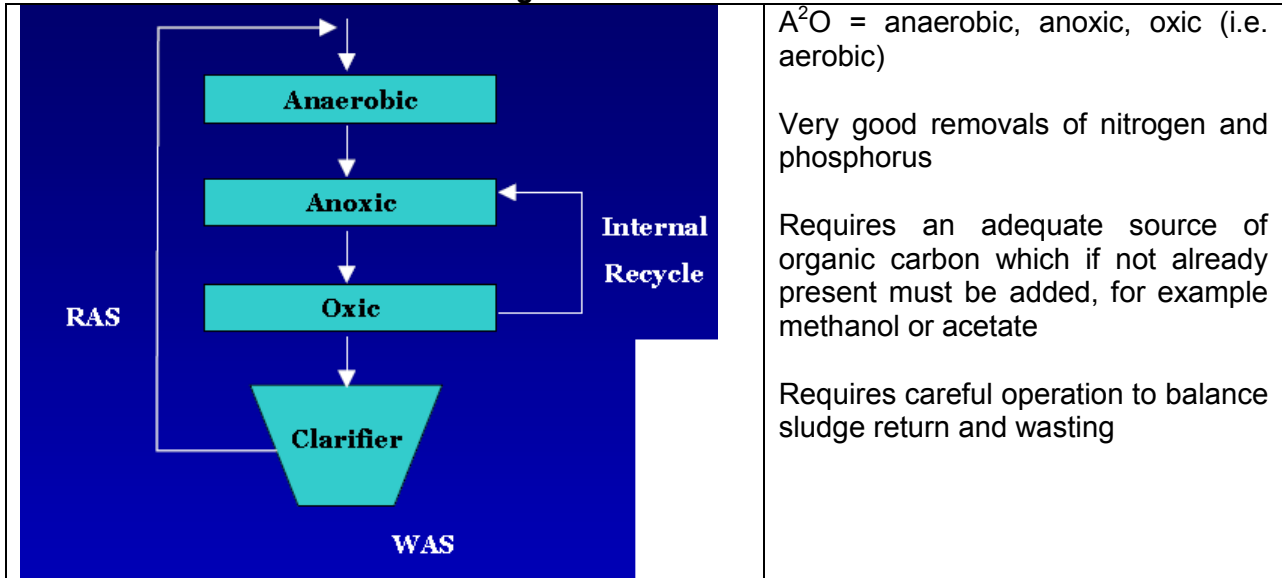 Anaerobic
Anoxic
Internal
Recycle
Oxic
RAS
Clarifier
WAS
A²O = anaerobic, anoxic, oxic (i.e.
aerobic)
Very good removals of nitrogen and
phosphorus
Requires an adequate source of
organic carbon which if not already
present must be added, for example
methanol or acetate
Requires careful operation to balance
sludge return and wasting